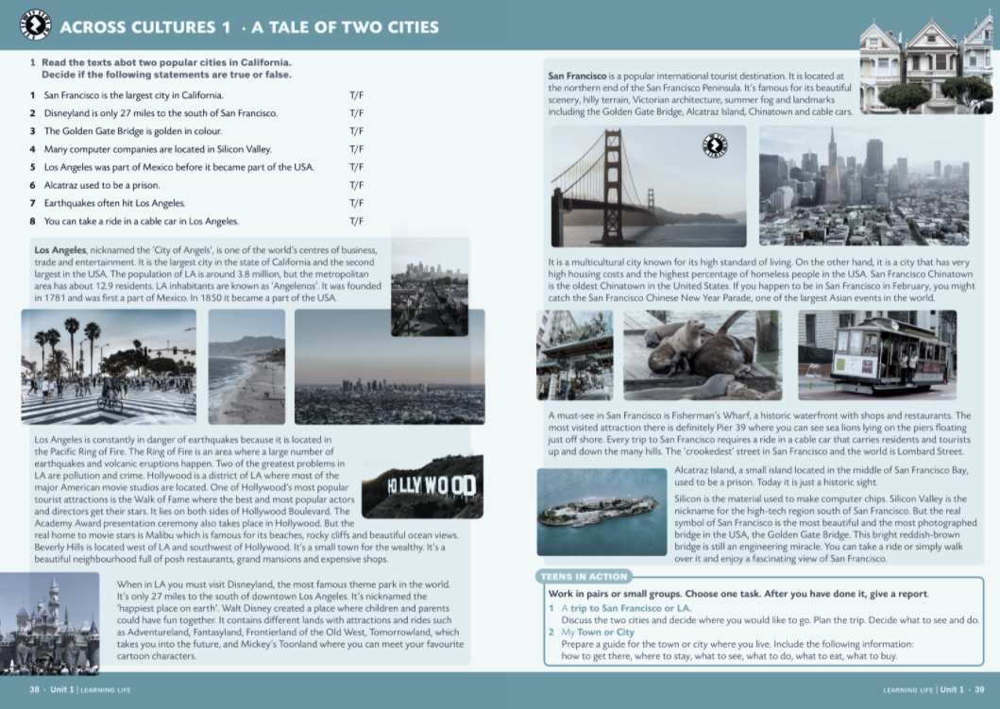 ACROSS CULTURES 1 · A TALE OF TWO CITIES
1 Read the texts abot two popular cities in California.
Decide if the following statements are true or false.
1 San Francisco is the largest city in California. T/F
2 Disneyland is only 27 miles to the south of San Francisco. T/F
3 The Golden Gate Bridge is golden in colour. T/F
4 Many computer companies are located in Silicon Valley. T/F
5 Los Angeles was part of Mexico before it became part of the USA. T/F
6 Alcatraz used to be a prison. T/F
7 Earthquakes often hit Los Angeles. T/F
8 You can take a ride in a cable car in Los Angeles. T/F
Los Angeles, nicknamed the 'City of Angels', is one of the world's centres of business,
trade and entertainment. It is the largest city in the state of California and the second
largest in the USA. The population of LA is around 3.8 million, but the metropolitan
area has about 12.9 residents. LA inhabitants are known as 'Angelenos'. It was founded
in 1781 and was first a part of Mexico. In 1850 it became a part of the USA.
Los Angeles is constantly in danger of earthquakes because it is located in
the Pacific Ring of Fire. The Ring of Fire is an area where a large number of
earthquakes and volcanic eruptions happen. Two of the greatest problems in
LA are pollution and crime. Hollywood is a district of LA where most of the
major American movie studios are located. One of Hollywood's most popular
tourist attractions is the Walk of Fame where the best and most popular actors
and directors get their stars. It lies on both sides of Hollywood Boulevard. The
Academy Award presentation ceremony also takes place in Hollywood. But the
real home to movie stars is Malibu which is famous for its beaches, rocky cliffs and beautiful ocean views.
Beverly Hills is located west of LA and southwest of Hollywood. It's a small town for the wealthy. It's a
beautiful neighbourhood full of posh restaurants, grand mansions and expensive shops.
HOLLYWOOD
When in LA you must visit Disneyland, the most famous theme park in the world.
It's only 27 miles to the south of downtown Los Angeles. It's nicknamed the
'happiest place on earth'. Walt Disney created a place where children and parents
could have fun together. It contains different lands with attractions and rides such
as Adventureland, Fantasyland, Frontierland of the Old West, Tomorrowland, which
takes you into the future, and Mickey's Toonland where you can meet your favourite
cartoon characters.
38 · Unit 1 | LEARNING LIFE
San Francisco is a popular international tourist destination. It is located at
the northern end of the San Francisco Peninsula. It's famous for its beautiful
scenery, hilly terrain, Victorian architecture, summer fog and landmarks
including the Golden Gate Bridge, Alcatraz Island, Chinatown and cable cars.
It is a multicultural city known for its high standard of living. On the other hand, it is a city that has very
high housing costs and the highest percentage of homeless people in the USA. San Francisco Chinatown
is the oldest Chinatown in the United States. If you happen to be in San Francisco in February, you might
catch the San Francisco Chinese New Year Parade, one of the largest Asian events in the world.
A must-see in San Francisco is Fisherman's Wharf, a historic waterfront with shops and restaurants. The
most visited attraction there is definitely Pier 39 where you can see sea lions lying on the piers floating
just off shore. Every trip to San Francisco requires a ride in a cable car that carries residents and tourists
up and down the many hills. The 'crookedest' street in San Francisco and the world is Lombard Street.
Alcatraz Island, a small island located in the middle of San Francisco Bay,
used to be a prison. Today it is just a historic sight.
Silicon is the material used to make computer chips. Silicon Valley is the
nickname for the high-tech region south of San Francisco. But the real
symbol of San Francisco is the most beautiful and the most photographed
bridge in the USA, the Golden Gate Bridge. This bright reddish-brown
bridge is still an engineering miracle. You can take a ride or simply walk
over it and enjoy a fascinating view of San Francisco.
TEENS IN ACTION
Work in pairs or small groups. Choose one task. After you have done it, give a report.
1 A trip to San Francisco or LA.
Discuss the two cities and decide where you would like to go. Plan the trip. Decide what to see and do.
2 My Town or City
Prepare a guide for the town or city where you live. Include the following information:
how to get there, where to stay, what to see, what to do, what to eat, what to buy.
LEARNING LIFE | Unit 1 · 39